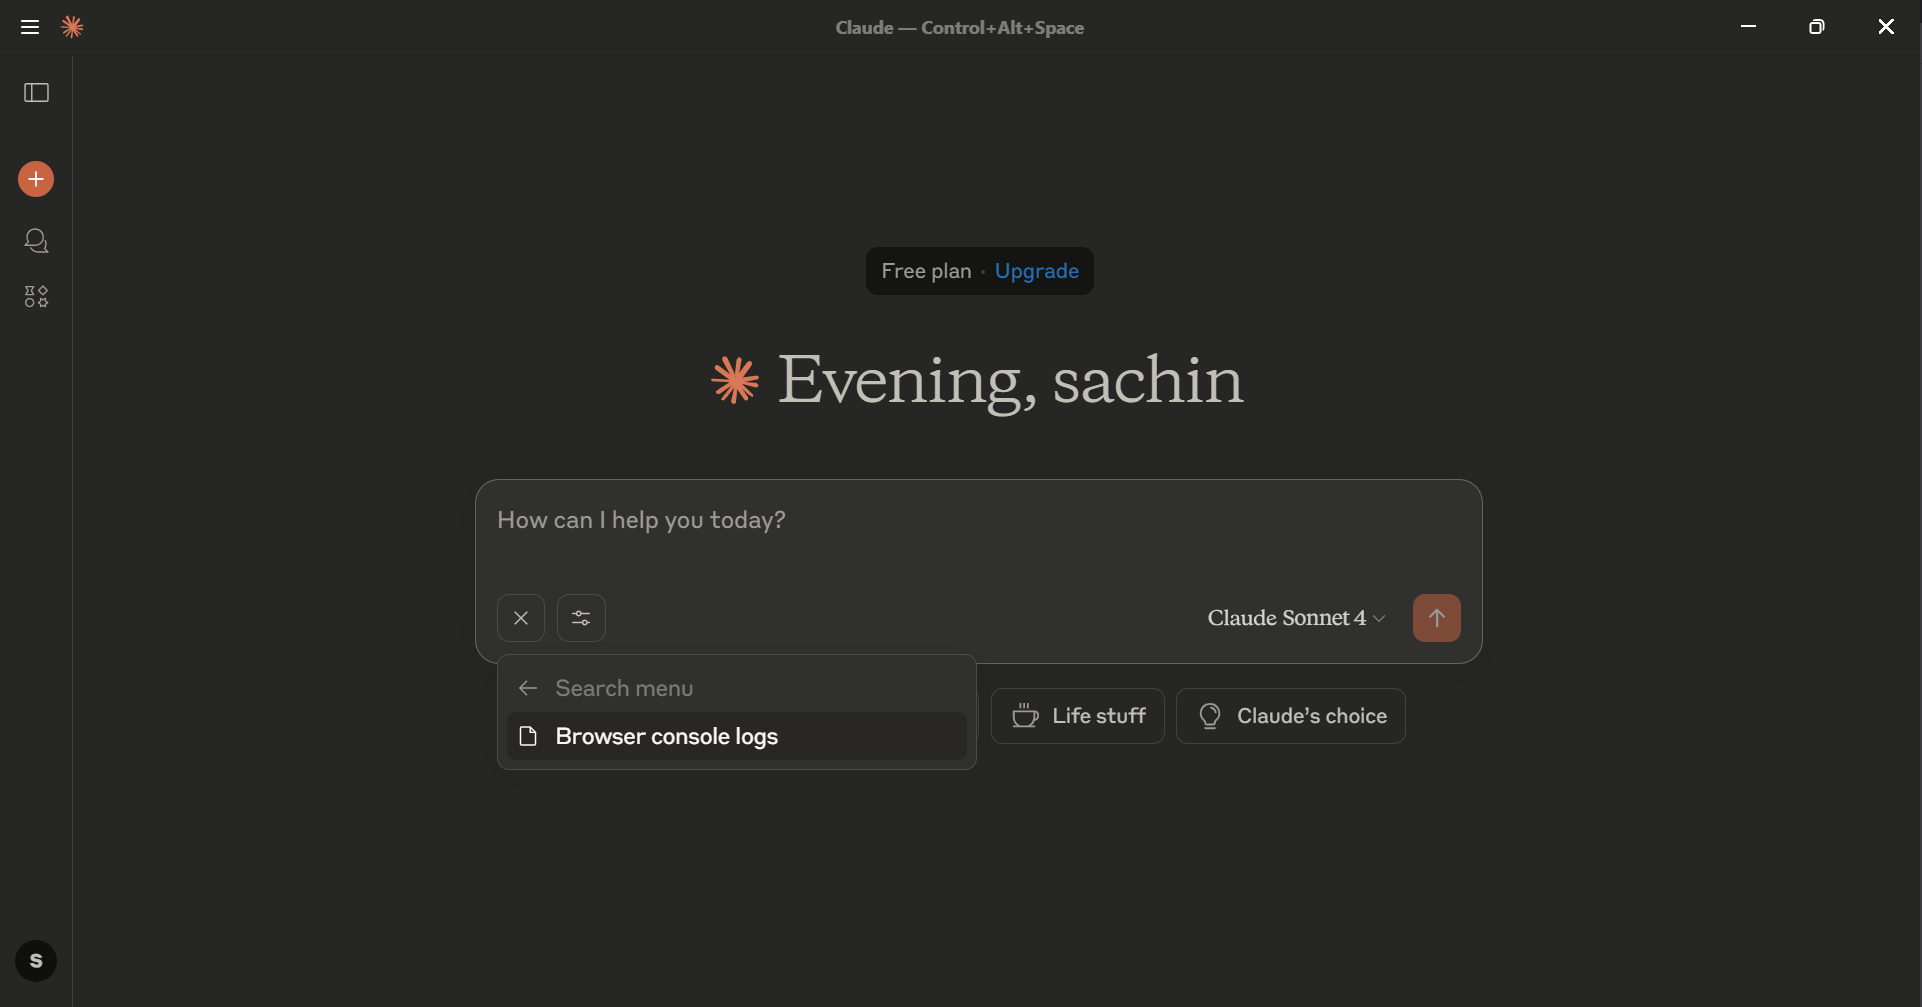 Claude — Control+Alt+Space
Free plan · Upgrade
Evening, sachin
How can I help you today?
Claude Sonnet 4
Search menu
Browser console logs
Life stuff
Claude’s choice
S